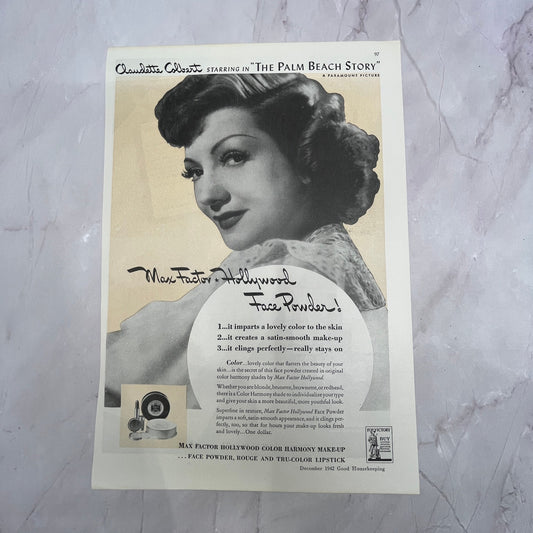 97
Claudette Colbert STARRING IN "THE PALM BEACH STORY"
A PARAMOUNT PICTURE
Max Factor • Hollywood
Face Powder!
1...it imparts a lovely color to the skin
2...it creates a satin-smooth make-up
3...it clings perfectly—really stays on
Color...lovely color that flatters the beauty of your
skin...is the secret of this face powder created in original
color harmony shades by Max Factor Hollywood.
Whether you are blonde, brunette, brownette, or redhead,
there is a Color Harmony shade to individualize your type
and give your skin a more beautiful, more youthful look.
Superfine in texture, Max Factor Hollywood Face Powder
imparts a soft, satin-smooth appearance, and it clings per-
fectly, too, so that for hours your make-up looks fresh
and lovely...One dollar.
FOR VICTORY
BUY
MAX FACTOR HOLLYWOOD COLOR HARMONY MAKE-UP
...FACE POWDER, ROUGE AND TRU-COLOR LIPSTICK
December 1942 Good Housekeeping